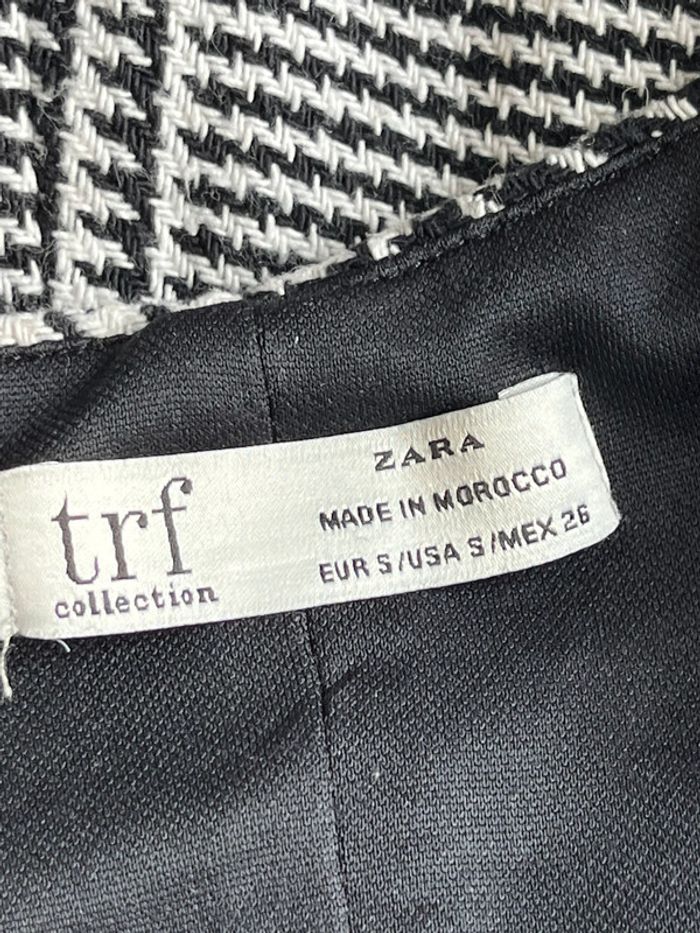 trf
collection
ZARA
MADE IN MOROCCO
EUR S/USA S/MEX 26